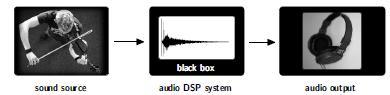 black box
sound source
audio DSP system
audio output